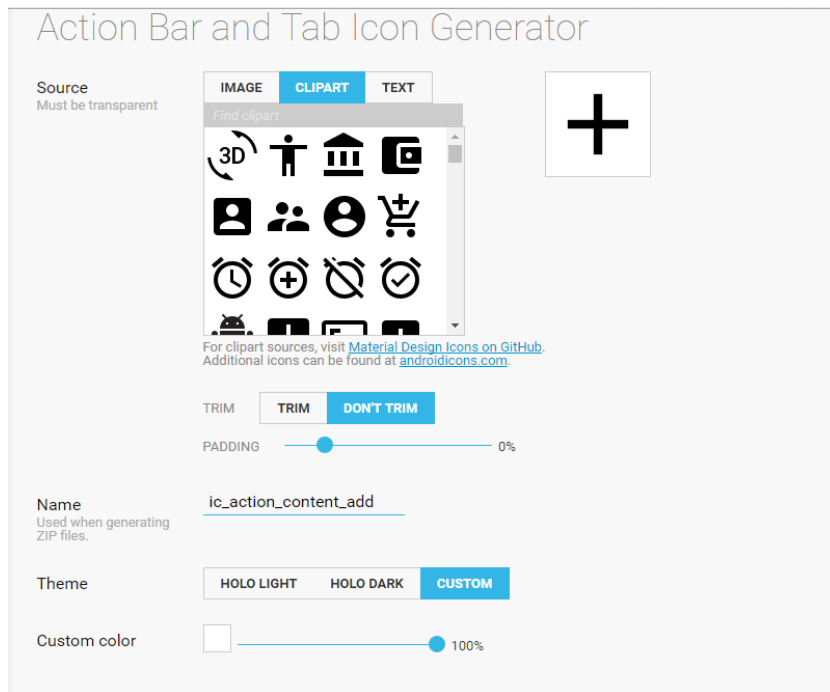 Action Bar and Tab Icon Generator
Source
Must be transparent
IMAGE CLIPART TEXT
Find clipart
3D
For clipart sources, visit Material Design Icons on GitHub.
Additional icons can be found at androidicons.com.
TRIM TRIM DON'T TRIM
PADDING 0%
Name
Used when generating
ZIP files.
ic_action_content_add
Theme HOLO LIGHT HOLO DARK CUSTOM
Custom color 100%